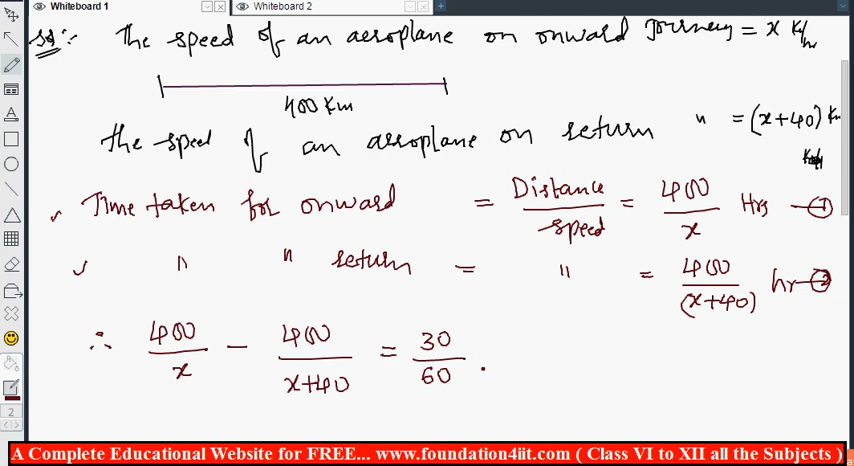 Whiteboard 1 Whiteboard 2
Sol:- The speed of an aeroplane on onward Journey = x Km/hr
400 Km
the speed of an aeroplane on return " = (x+40) Km
Time taken for onward = Distance/speed = 400/x Hrs —①
" " return = " = 400/(x+40) hr —②
∴ 400/x - 400/x+40 = 30/60 .
2
A Complete Educational Website for FREE... www.foundation4iit.com ( Class VI to XII all the Subjects )